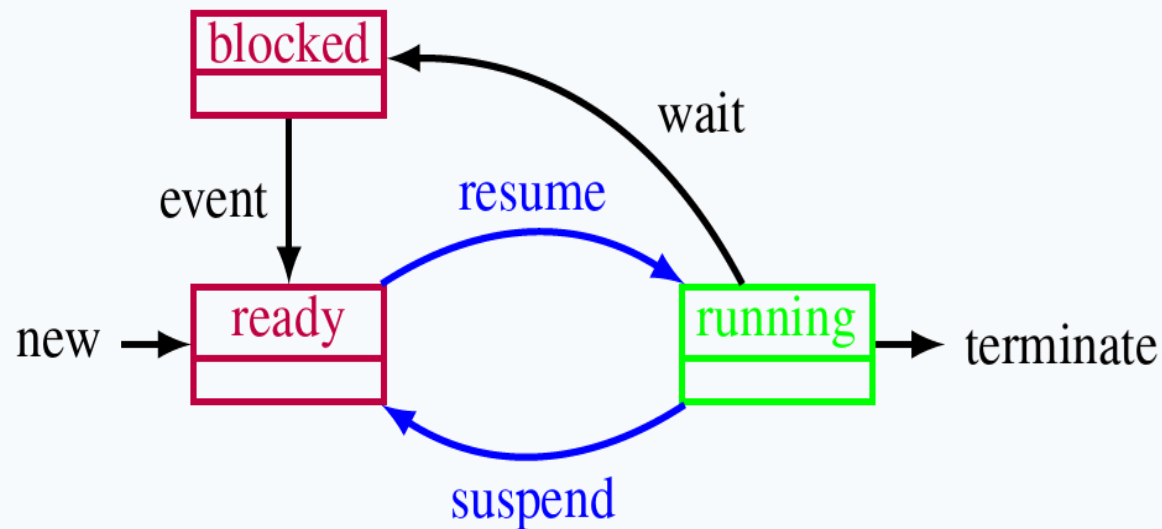 blocked
wait
event
resume
new
ready
running
terminate
suspend